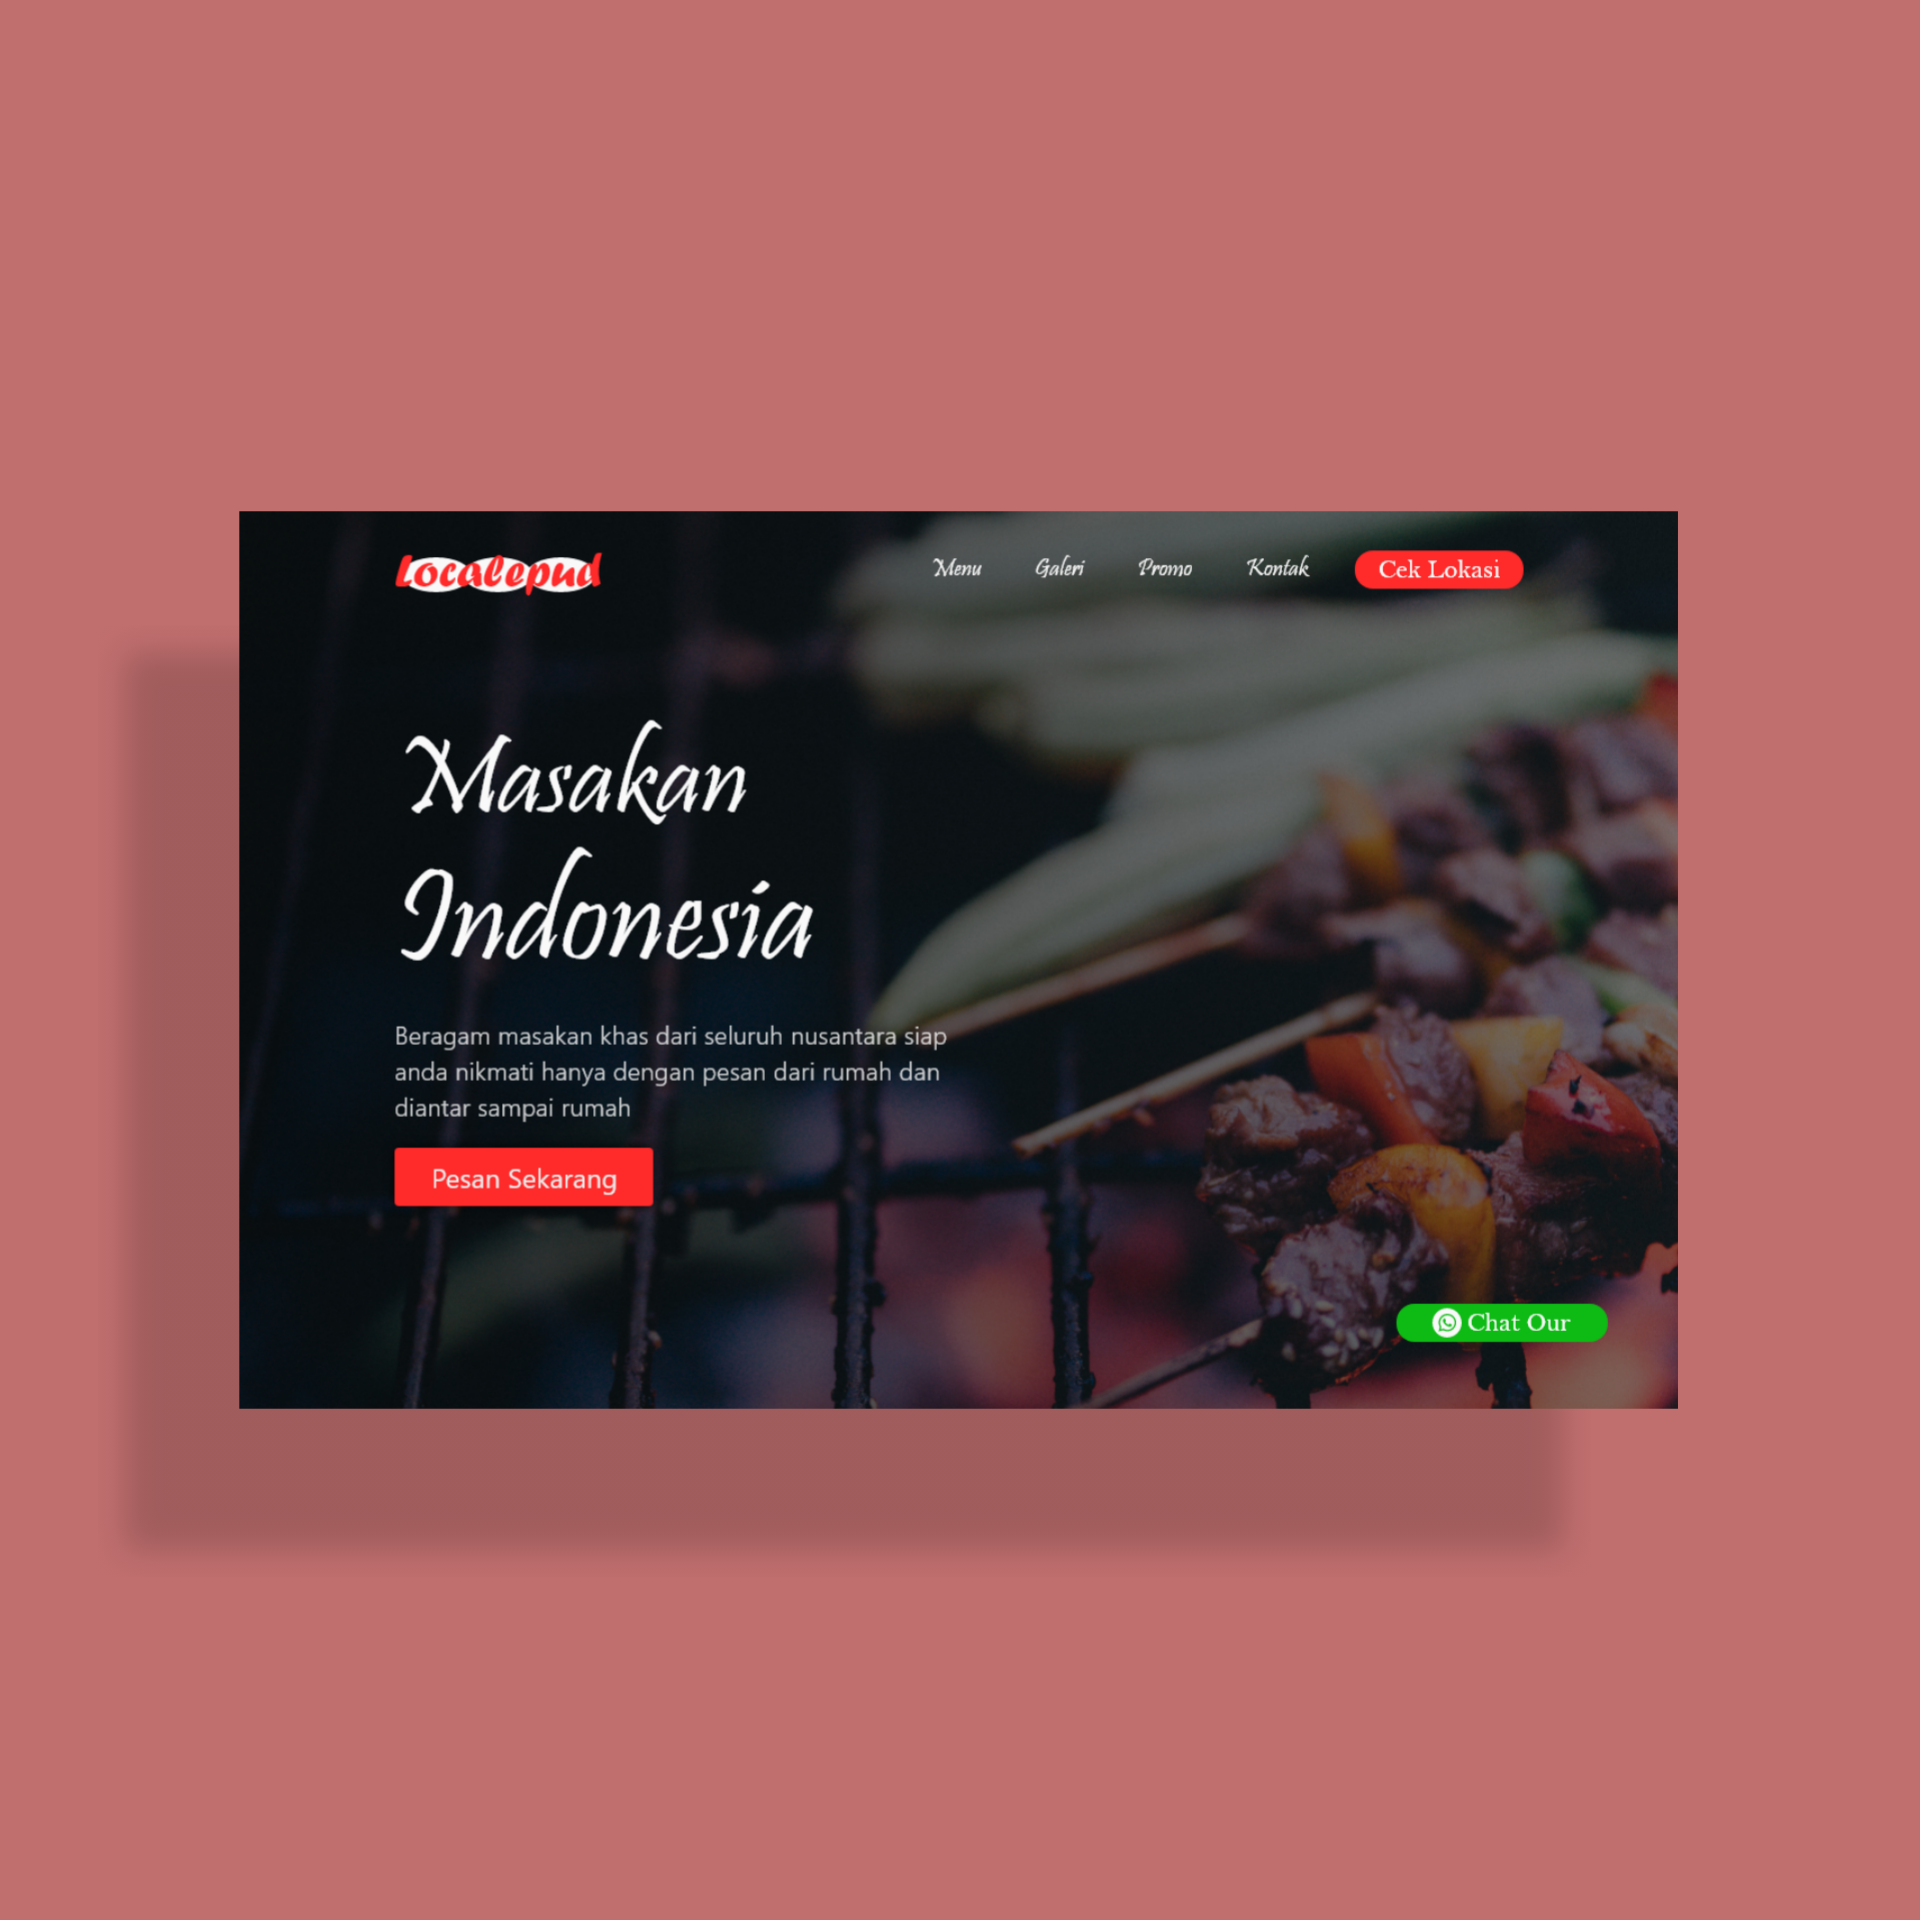 Localepud
Menu Galeri Promo Kontak Cek Lokasi
Masakan
Indonesia
Beragam masakan khas dari seluruh nusantara siap
anda nikmati hanya dengan pesan dari rumah dan
diantar sampai rumah
Pesan Sekarang
Chat Our